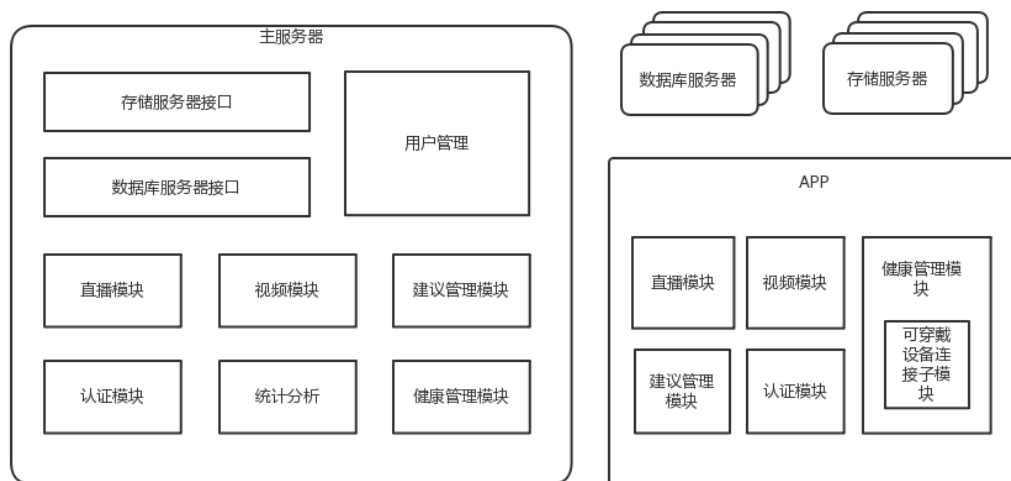 主服务器
存储服务器接口
用户管理
数据库服务器接口
直播模块
视频模块
建议管理模块
认证模块
统计分析
健康管理模块
数据库服务器
存储服务器
APP
直播模块
视频模块
健康管理模
块
可穿戴
设备连
接子模
块
建议管理
模块
认证模块